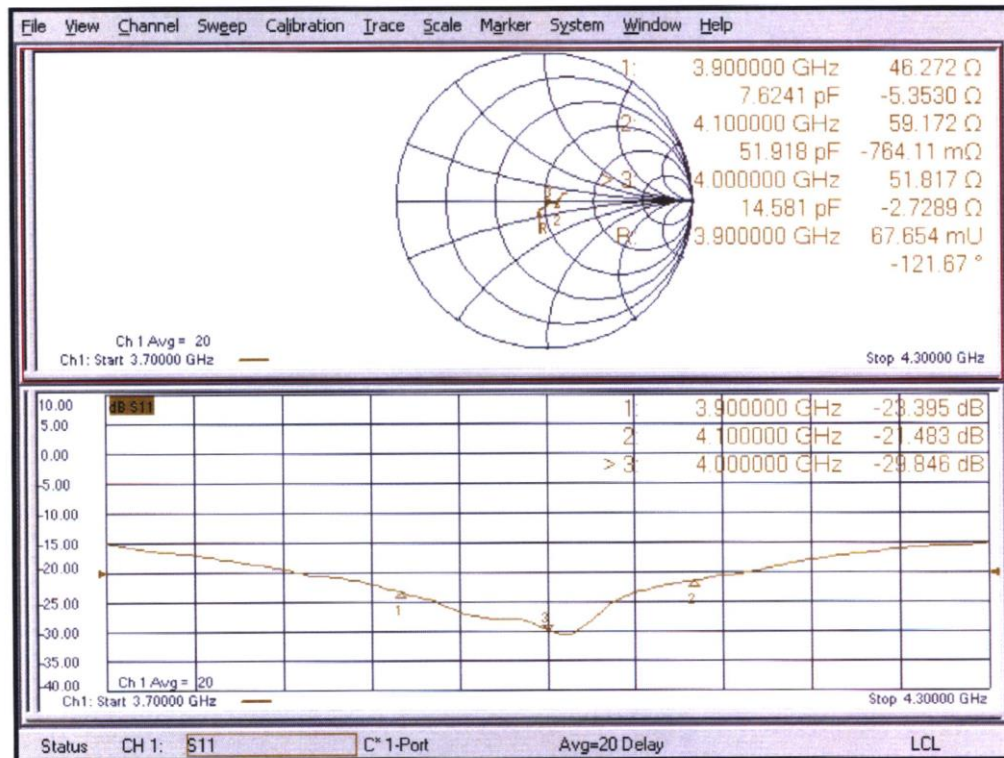 File View Channel Sweep Calibration Trace Scale Marker System Window Help
1: 3.900000 GHz 46.272 Ω
7.6241 pF -5.3530 Ω
2: 4.100000 GHz 59.172 Ω
51.918 pF -764.11 mΩ
> 3: 4.000000 GHz 51.817 Ω
14.581 pF -2.7289 Ω
R: 3.900000 GHz 67.654 mU
-121.67 °
3
R 2
Ch 1 Avg = 20
Ch1: Start 3.70000 GHz Stop 4.30000 GHz
10.00 dB S11 1: 3.900000 GHz -23.395 dB
5.00 2: 4.100000 GHz -21.483 dB
0.00 > 3: 4.000000 GHz -29.846 dB
-5.00
-10.00
-15.00
-20.00
-25.00 1 3 2
-30.00
-35.00
-40.00 Ch 1 Avg = 20
Ch1: Start 3.70000 GHz Stop 4.30000 GHz
Status CH 1: S11 C* 1-Port Avg=20 Delay LCL